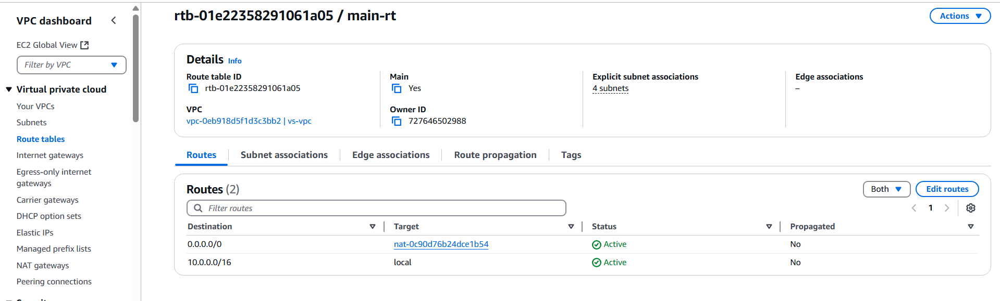 VPC dashboard
EC2 Global View
Filter by VPC
Virtual private cloud
Your VPCs
Subnets
Route tables
Internet gateways
Egress-only internet
gateways
Carrier gateways
DHCP option sets
Elastic IPs
Managed prefix lists
NAT gateways
Peering connections
rtb-01e22358291061a05 / main-rt
Actions
Details Info
Route table ID
rtb-01e22358291061a05
Main
Yes
Explicit subnet associations
4 subnets
Edge associations
–
VPC
vpc-0eb918d5f1d3c3bb2 | vs-vpc
Owner ID
727646502988
Routes Subnet associations Edge associations Route propagation Tags
Routes (2)
Both Edit routes
Filter routes
1
Destination Target Status Propagated
0.0.0.0/0 nat-0c90d76b24dce1b54 Active No
10.0.0.0/16 local Active No